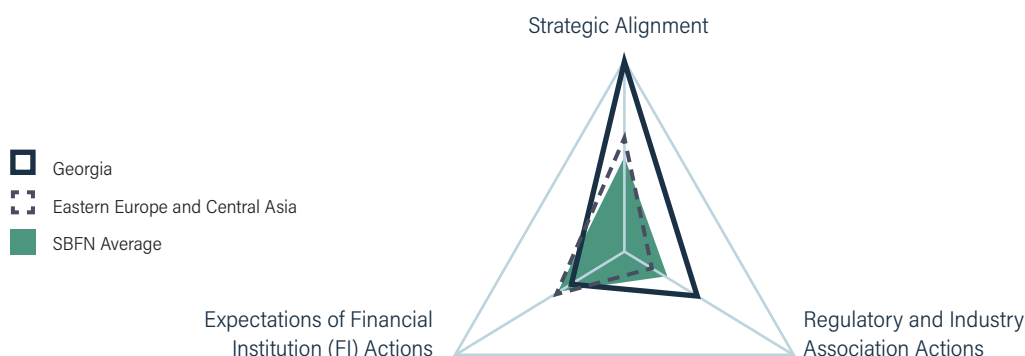 Strategic Alignment
Georgia
Eastern Europe and Central Asia
SBFN Average
Expectations of Financial
Institution (FI) Actions
Regulatory and Industry
Association Actions